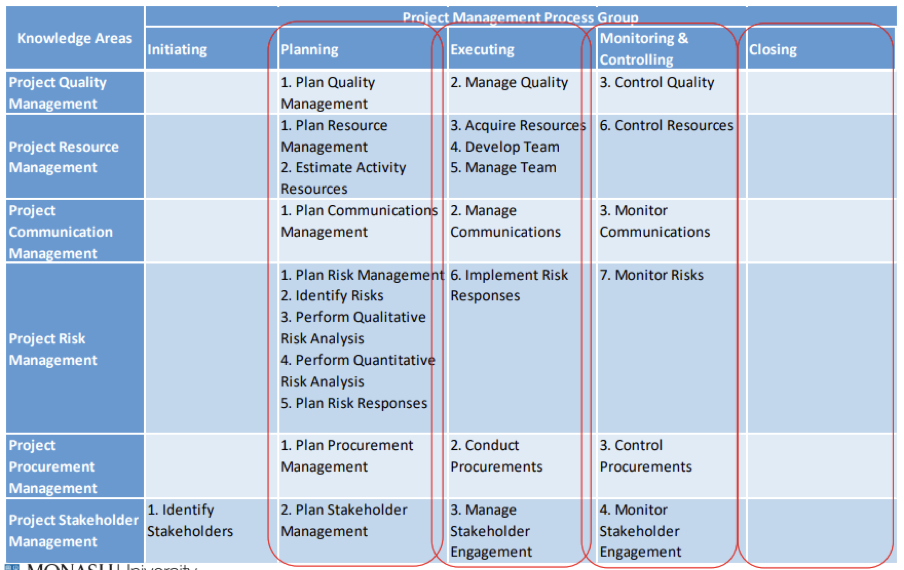 Project Management Process Group
Knowledge Areas
Initiating
Planning
Executing
Monitoring &
Controlling
Closing
Project Quality
Management
1. Plan Quality
Management
2. Manage Quality
3. Control Quality
Project Resource
Management
1. Plan Resource
Management
2. Estimate Activity
Resources
3. Acquire Resources
4. Develop Team
5. Manage Team
6. Control Resources
Project
Communication
Management
1. Plan Communications
Management
2. Manage
Communications
3. Monitor
Communications
Project Risk
Management
1. Plan Risk Management
2. Identify Risks
3. Perform Qualitative
Risk Analysis
4. Perform Quantitative
Risk Analysis
5. Plan Risk Responses
6. Implement Risk
Responses
7. Monitor Risks
Project
Procurement
Management
1. Plan Procurement
Management
2. Conduct
Procurements
3. Control
Procurements
Project Stakeholder
Management
1. Identify
Stakeholders
2. Plan Stakeholder
Management
3. Manage
Stakeholder
Engagement
4. Monitor
Stakeholder
Engagement
MONASH University